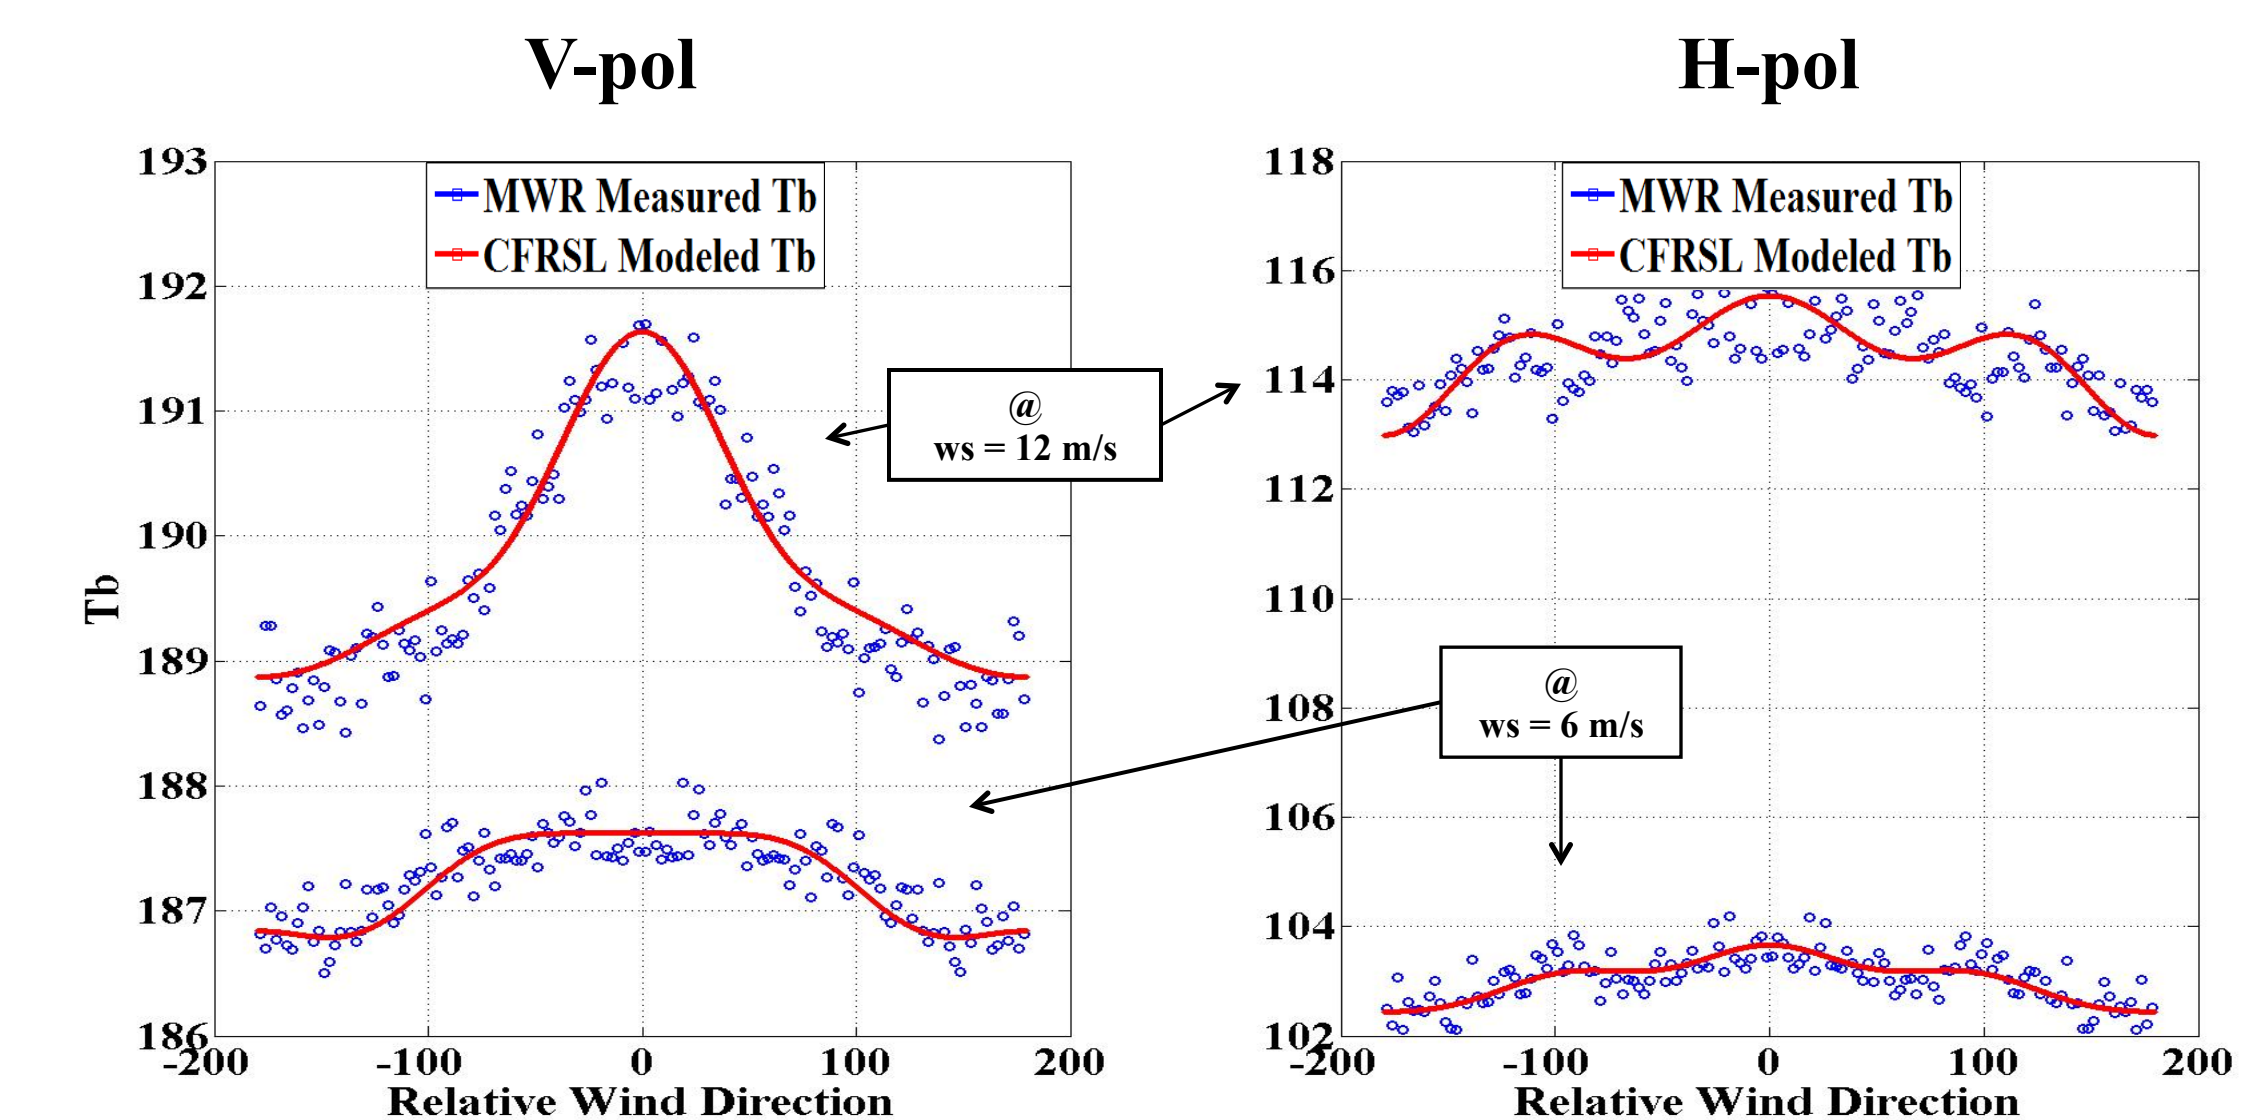 V-pol
H-pol
193
192
191
190
189
188
187
186
Tb
MWR Measured Tb
CFRSL Modeled Tb
-200
-100
0
100
200
Relative Wind Direction
@
ws = 12 m/s
@
ws = 6 m/s
118
116
114
112
110
108
106
104
102
MWR Measured Tb
CFRSL Modeled Tb
-200
-100
0
100
200
Relative Wind Direction